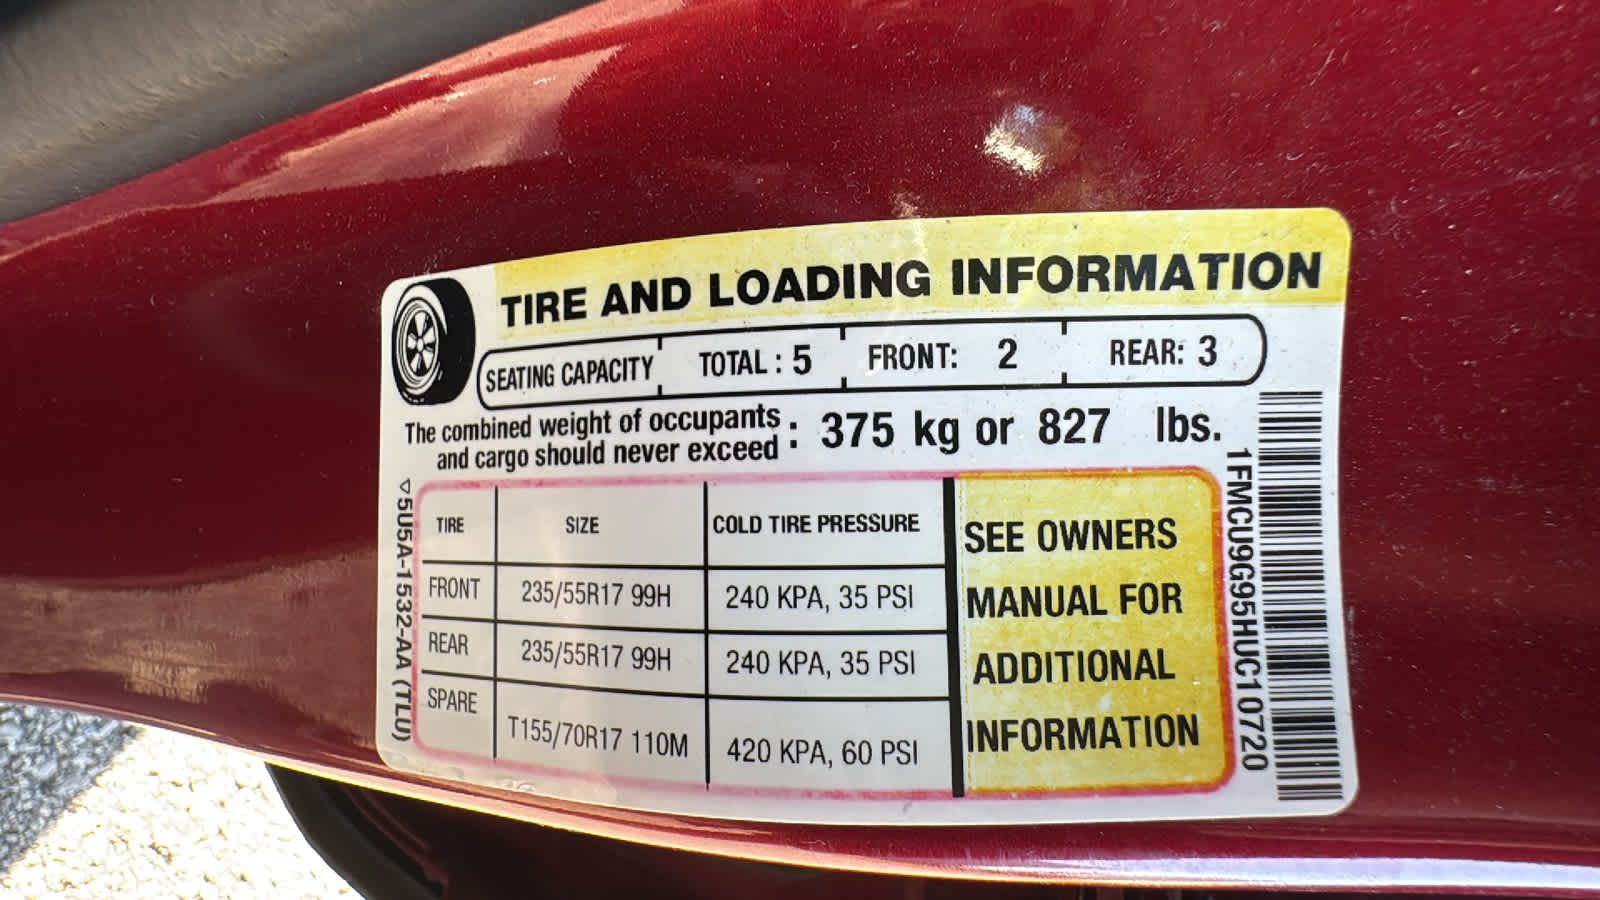 TIRE AND LOADING INFORMATION
SEATING CAPACITY TOTAL : 5 FRONT: 2 REAR: 3
The combined weight of occupants
and cargo should never exceed : 375 kg or 827 lbs.
TIRE SIZE COLD TIRE PRESSURE
FRONT 235/55R17 99H 240 KPA, 35 PSI
REAR 235/55R17 99H 240 KPA, 35 PSI
SPARE T155/70R17 110M 420 KPA, 60 PSI
SEE OWNERS
MANUAL FOR
ADDITIONAL
INFORMATION
▽5U5A-1532-AA (TLU)
1FMCU9G95HUC10720